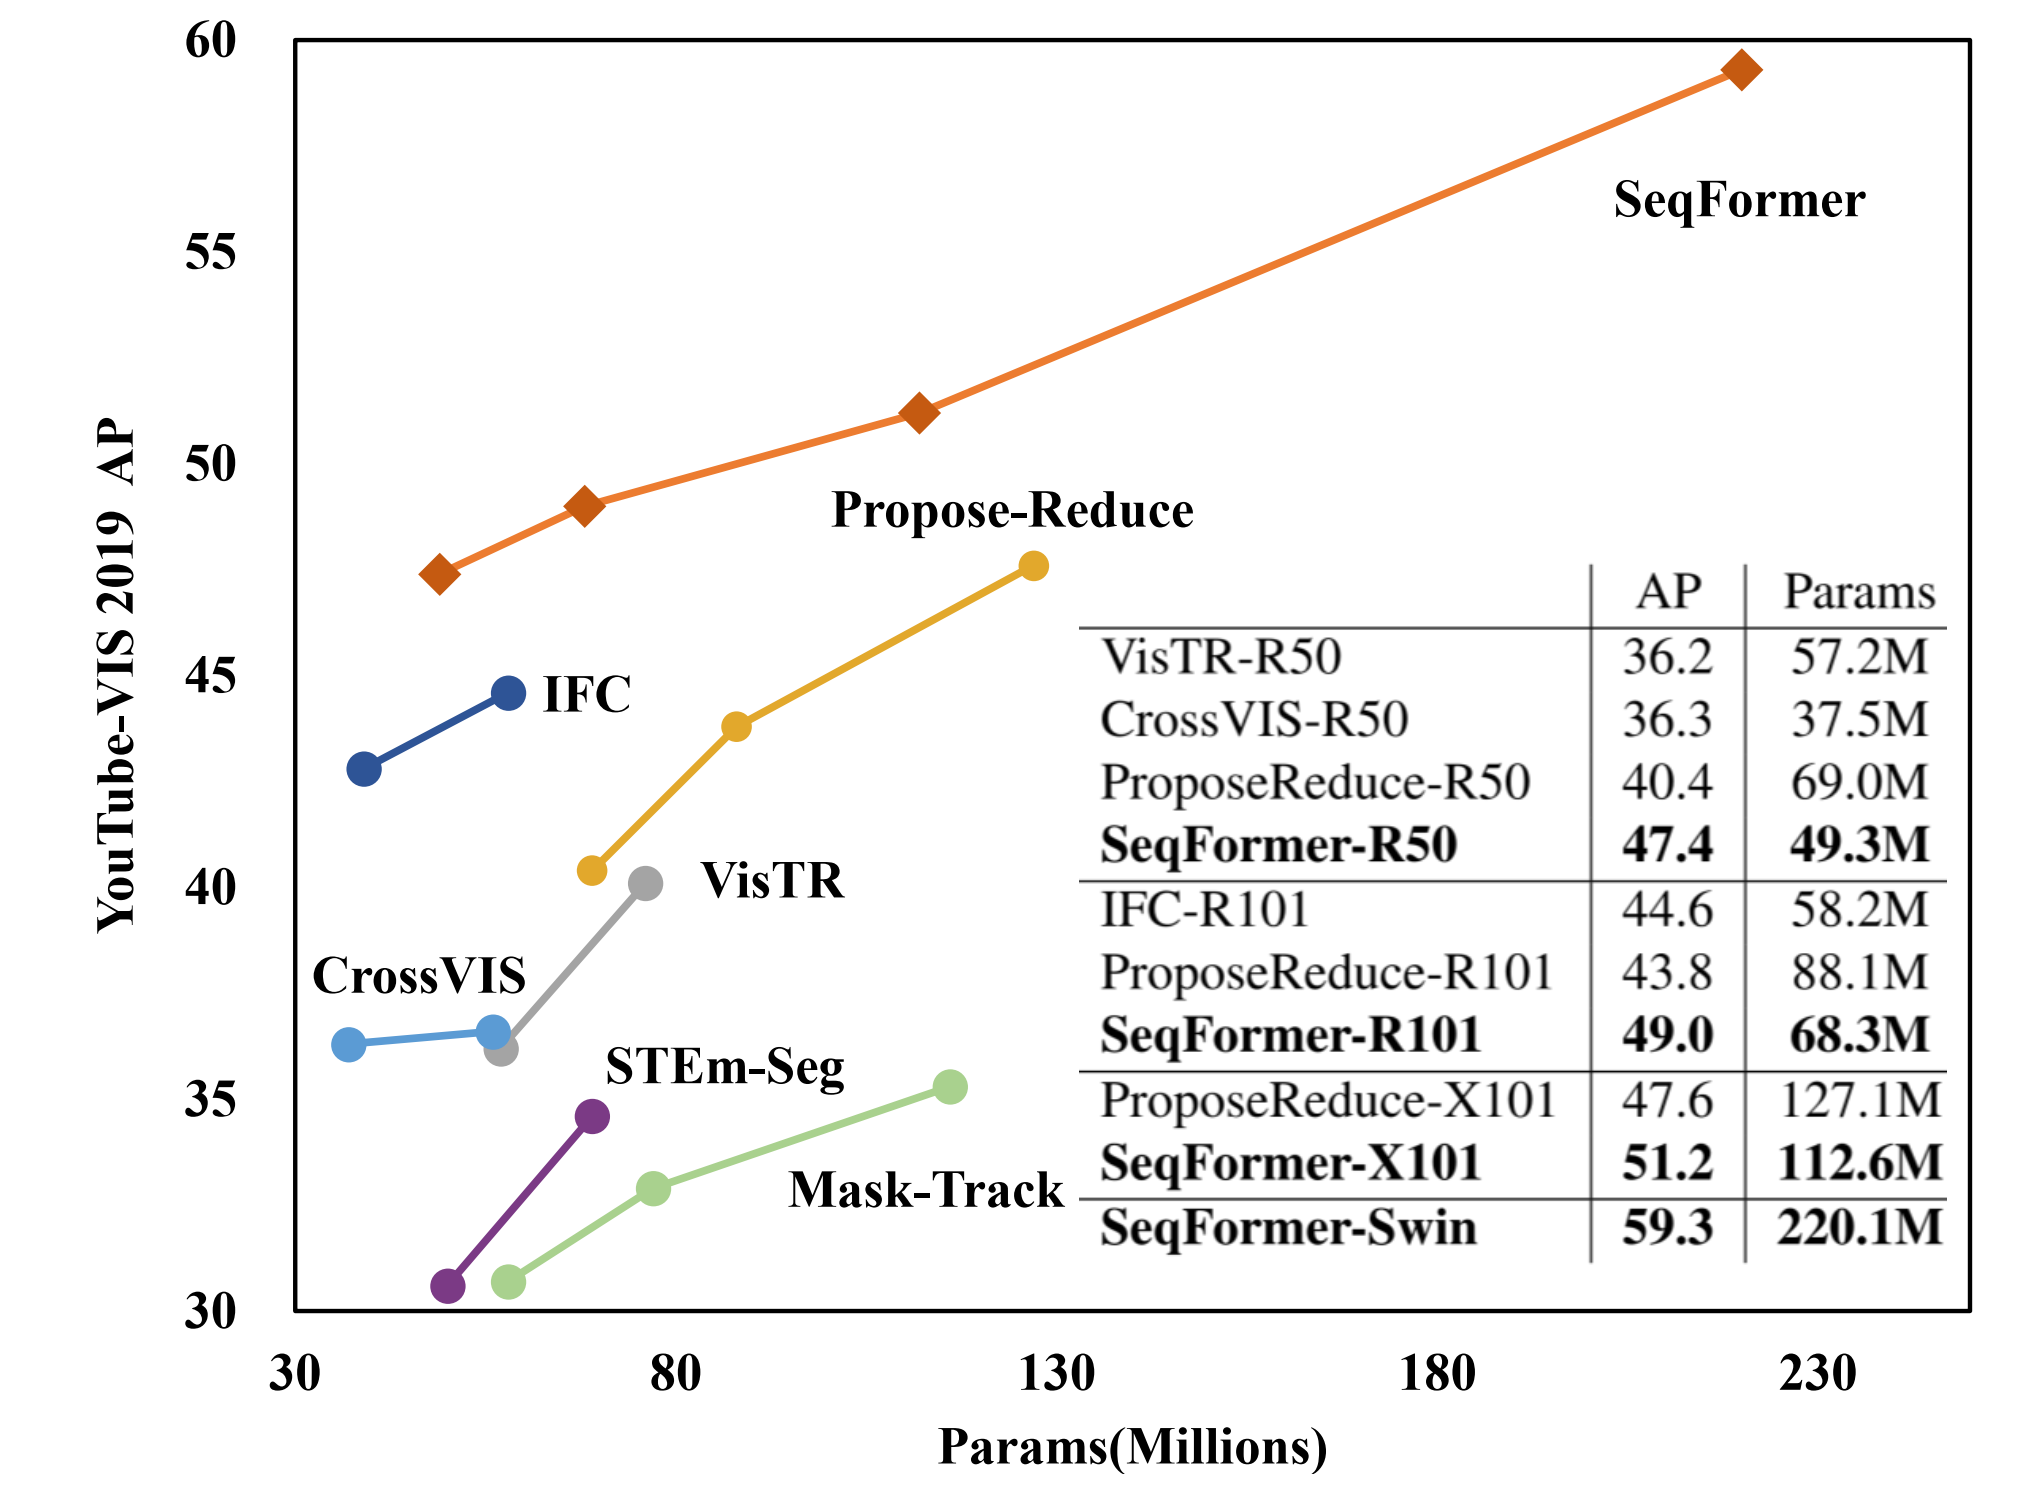 60
SeqFormer
55
50
Propose-Reduce
45
IFC
40
VisTR
CrossVIS
35
STEm-Seg
Mask-Track
30
YouTube-VIS 2019 AP
30 80 130 180 230
Params(Millions)
AP Params
VisTR-R50 36.2 57.2M
CrossVIS-R50 36.3 37.5M
ProposeReduce-R50 40.4 69.0M
SeqFormer-R50 47.4 49.3M
IFC-R101 44.6 58.2M
ProposeReduce-R101 43.8 88.1M
SeqFormer-R101 49.0 68.3M
ProposeReduce-X101 47.6 127.1M
SeqFormer-X101 51.2 112.6M
SeqFormer-Swin 59.3 220.1M